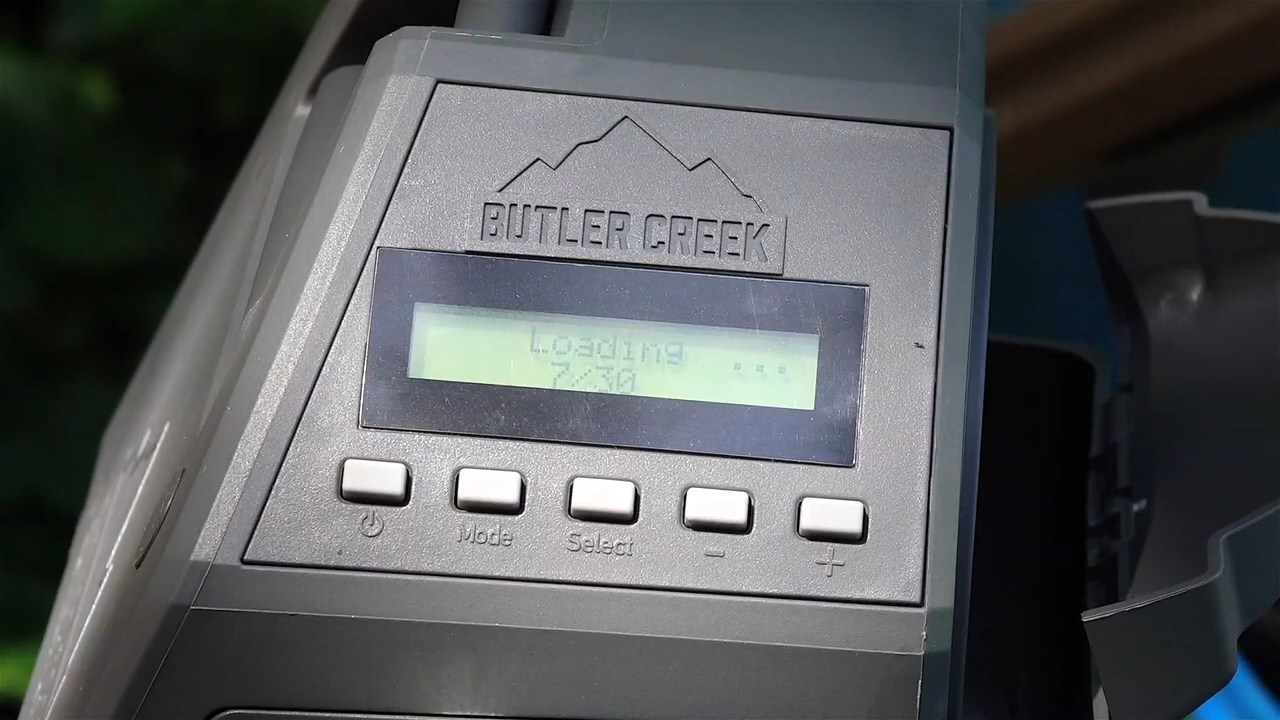 BUTLER CREEK
Loading ...
7/30
Mode
Select
-
+